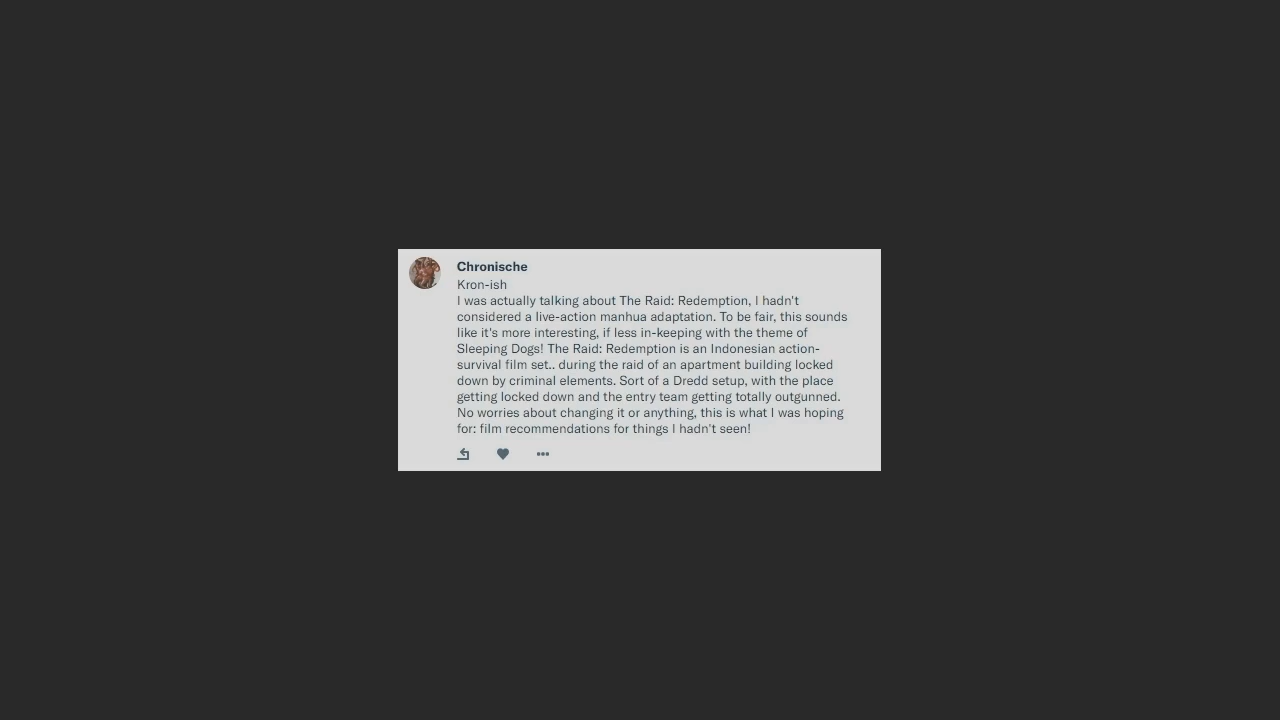 Chronische
Kron-ish
I was actually talking about The Raid: Redemption, I hadn't
considered a live-action manhua adaptation. To be fair, this sounds
like it's more interesting, if less in-keeping with the theme of
Sleeping Dogs! The Raid: Redemption is an Indonesian action-
survival film set.. during the raid of an apartment building locked
down by criminal elements. Sort of a Dredd setup, with the place
getting locked down and the entry team getting totally outgunned.
No worries about changing it or anything, this is what I was hoping
for: film recommendations for things I hadn't seen!